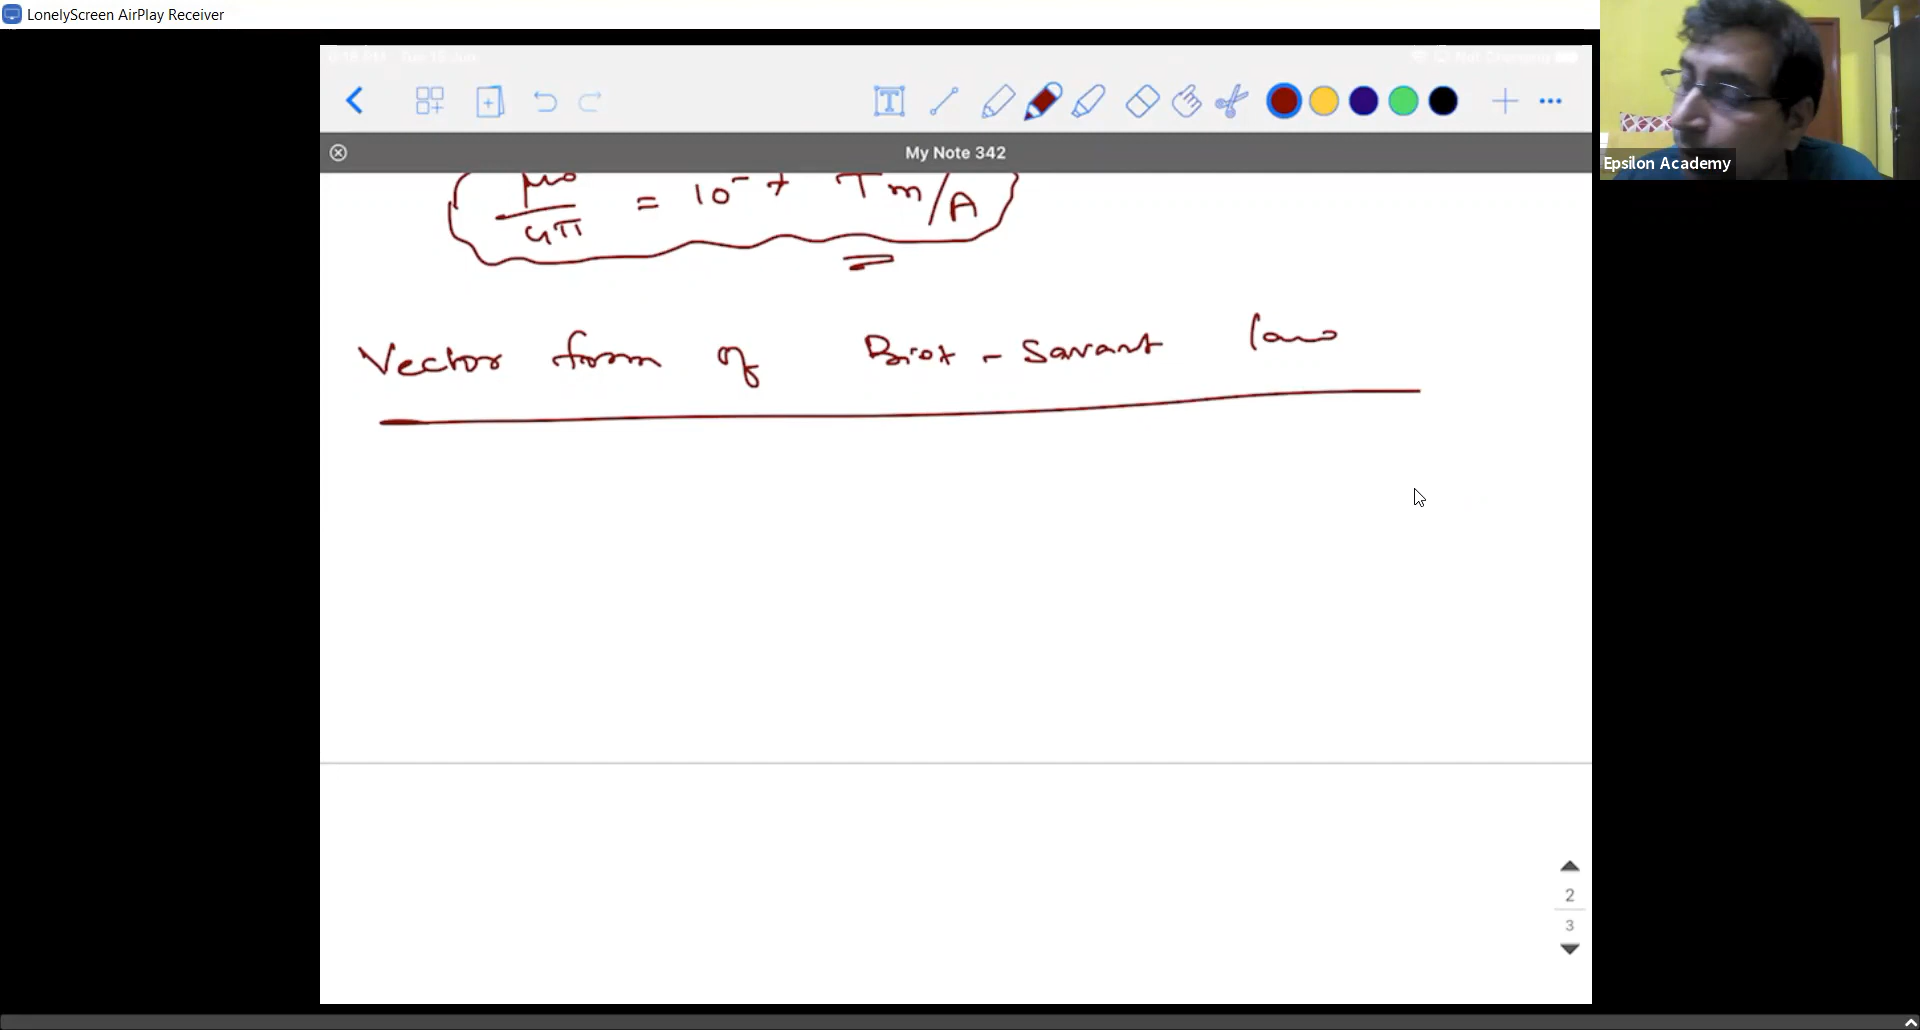 LonelyScreen AirPlay Receiver
T
My Note 342
Epsilon Academy
μ₀/4π = 10⁻⁷ Tm/A
Vector form of Biot - Savart law
2
3